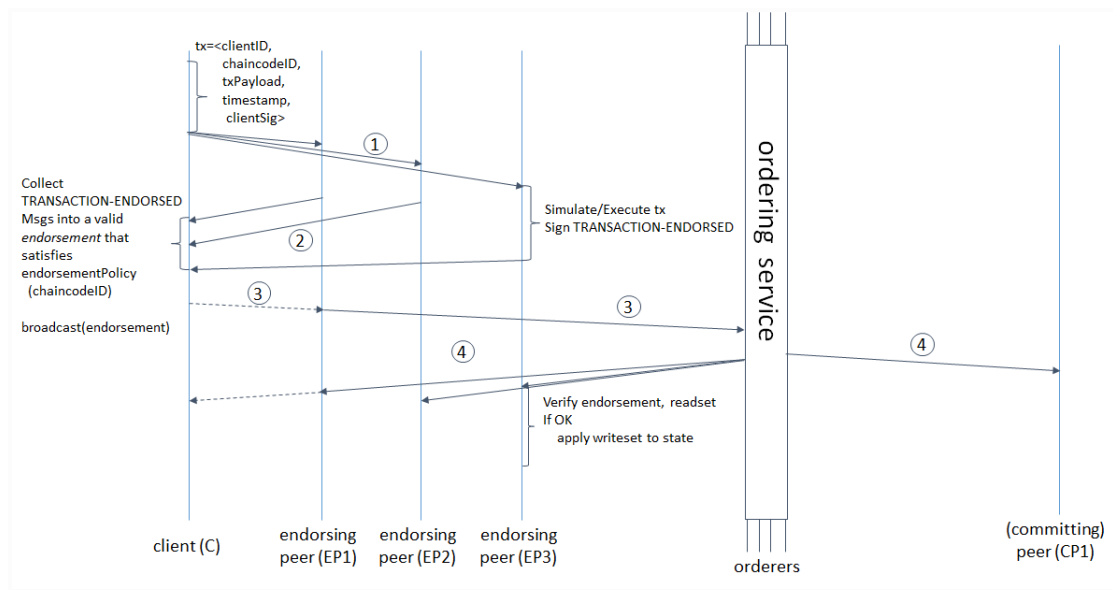 tx=<clientID,
chaincodeID,
txPayload,
timestamp,
clientSig>
1
Collect
TRANSACTION-ENDORSED
Msgs into a valid
endorsement that
satisfies
endorsementPolicy
(chaincodeID)
2
Simulate/Execute tx
Sign TRANSACTION-ENDORSED
ordering service
3
3
broadcast(endorsement)
4
4
Verify endorsement, readset
If OK
apply writeset to state
client (C)
endorsing
peer (EP1)
endorsing
peer (EP2)
endorsing
peer (EP3)
orderers
(committing)
peer (CP1)